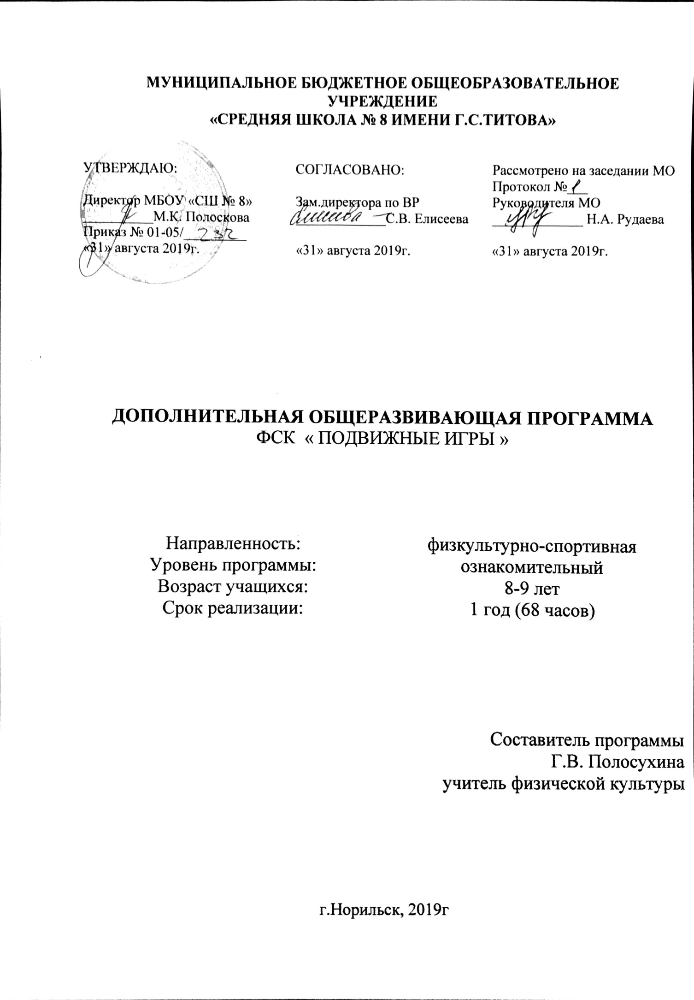 МУНИЦИПАЛЬНОЕ БЮДЖЕТНОЕ ОБЩЕОБРАЗОВАТЕЛЬНОЕ
УЧРЕЖДЕНИЕ
«СРЕДНЯЯ ШКОЛА № 8 ИМЕНИ Г.С.ТИТОВА»
УТВЕРЖДАЮ:
Директор МБОУ «СШ № 8»
М.К. Полоскова
Приказ № 01-05/ 232
«31» августа 2019г.
СОГЛАСОВАНО:
Зам.директора по ВР
С.В. Елисеева
«31» августа 2019г.
Рассмотрено на заседании МО
Протокол № 1
Руководителя МО
Н.А. Рудаева
«31» августа 2019г.
ДОПОЛНИТЕЛЬНАЯ ОБЩЕРАЗВИВАЮЩАЯ ПРОГРАММА
ФСК « ПОДВИЖНЫЕ ИГРЫ »
Направленность: физкультурно-спортивная
Уровень программы: ознакомительный
Возраст учащихся: 8-9 лет
Срок реализации: 1 год (68 часов)
Составитель программы
Г.В. Полосухина
учитель физической культуры
г.Норильск, 2019г